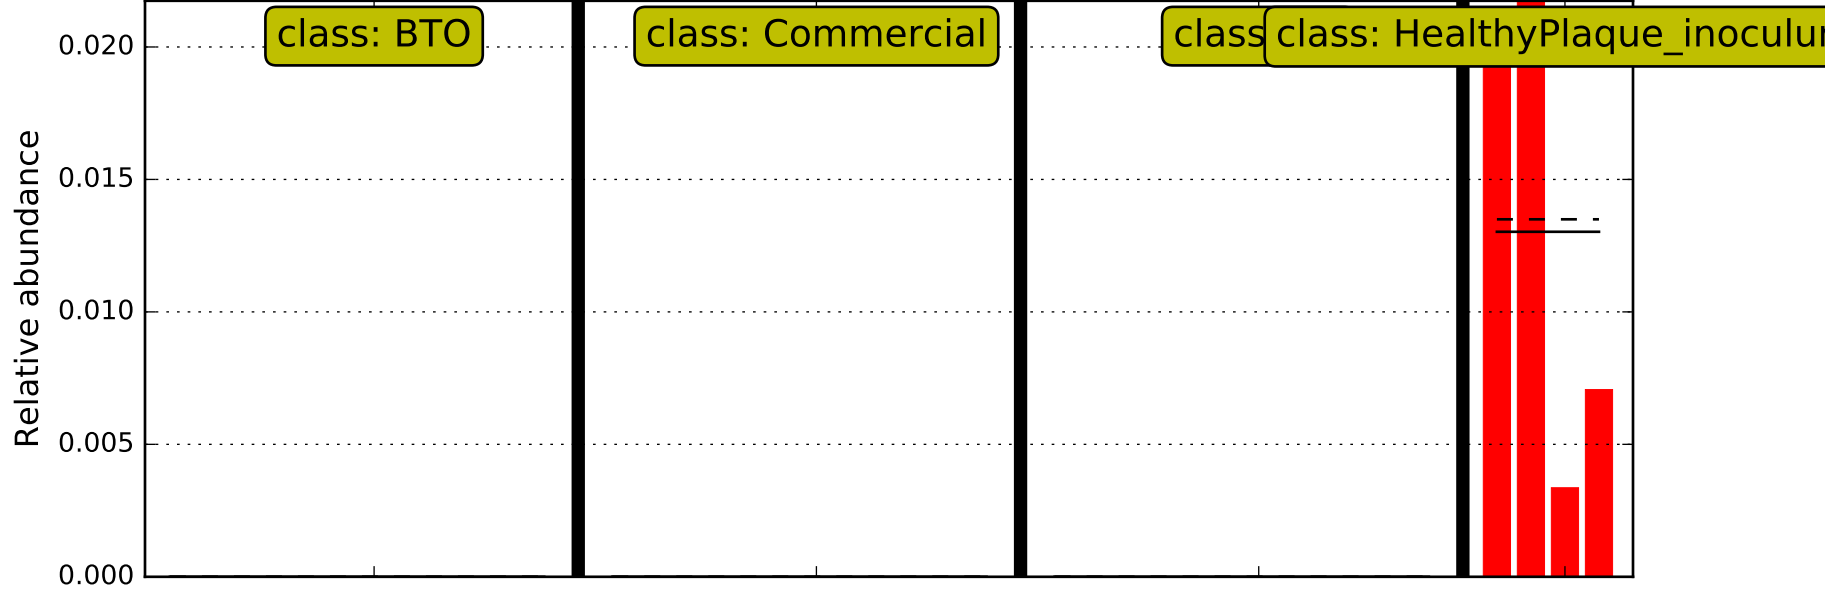 Relative abundance
0.020
0.015
0.010
0.005
0.000
class: BTO
class: Commercial
class
class: HealthyPlaque_inoculu